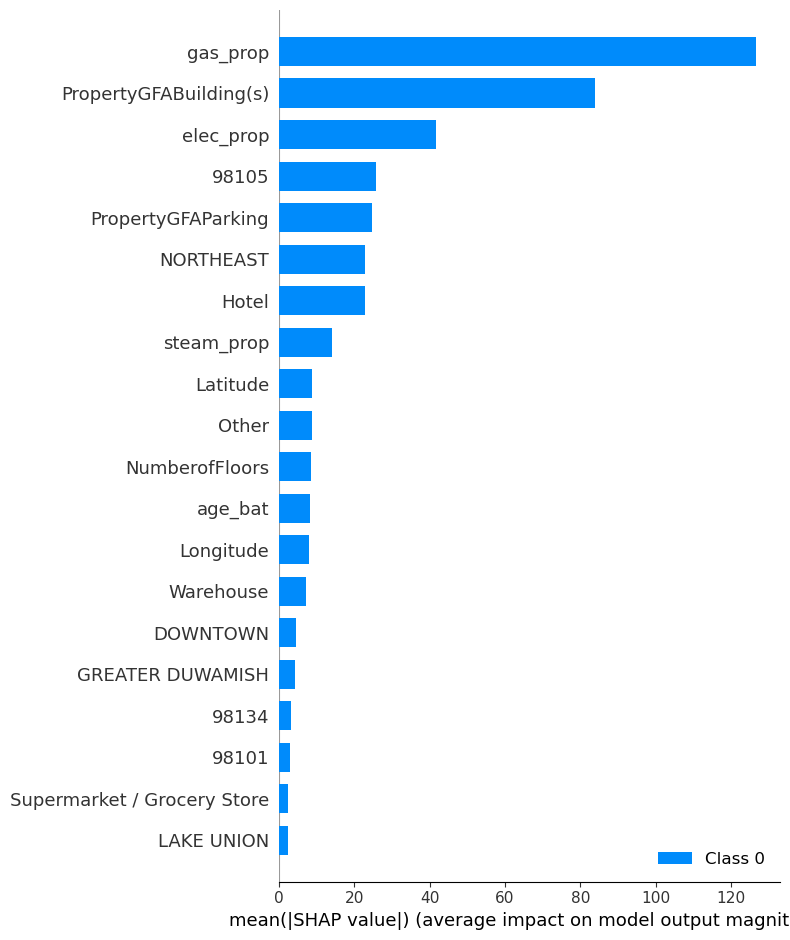 gas_prop
PropertyGFABuilding(s)
elec_prop
98105
PropertyGFAParking
NORTHEAST
Hotel
steam_prop
Latitude
Other
NumberofFloors
age_bat
Longitude
Warehouse
DOWNTOWN
GREATER DUWAMISH
98134
98101
Supermarket / Grocery Store
LAKE UNION
Class 0
0 20 40 60 80 100 120
mean(|SHAP value|) (average impact on model output magnit